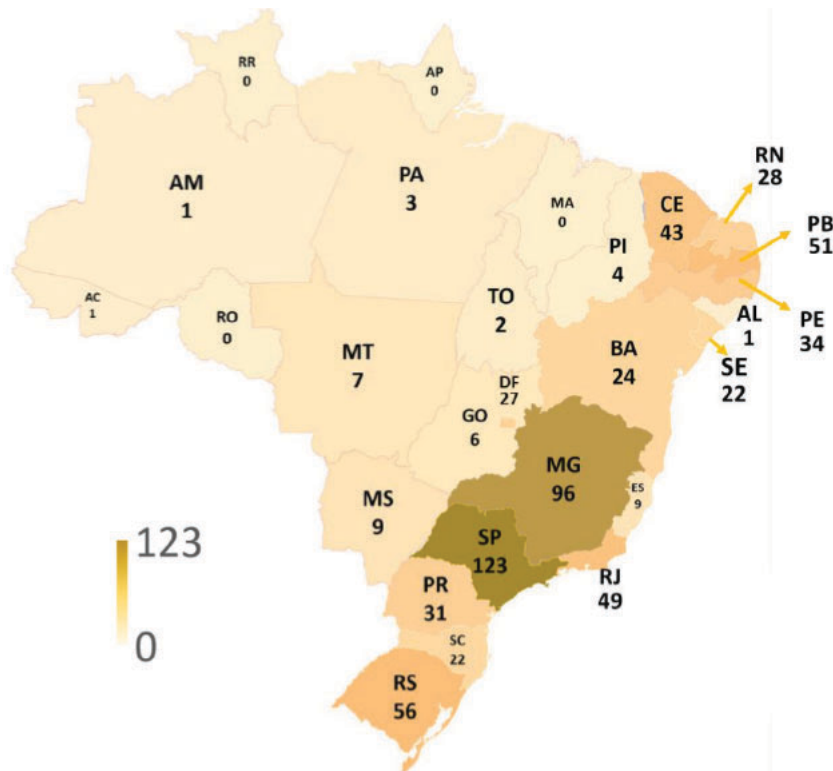 RR
0
AP
0
AM
1
PA
3
MA
0
RN
28
CE
43
PB
51
PI
4
AC
1
RO
0
TO
2
AL
1
PE
34
MT
7
BA
24
SE
22
DF
27
GO
6
MG
96
ES
9
MS
9
123
0
SP
123
RJ
49
PR
31
SC
22
RS
56